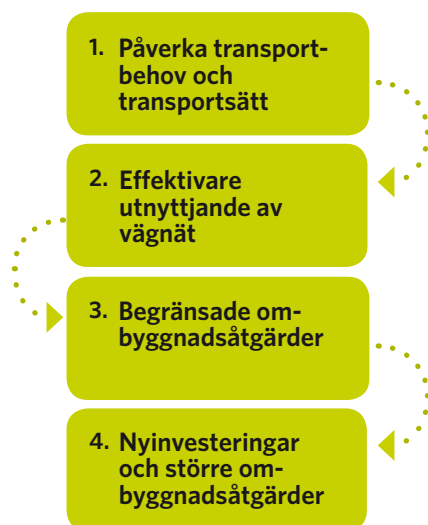 1. Påverka transport-
behov och
transportsätt
2. Effektivare
utnyttjande av
vägnät
3. Begränsade om-
byggnadsåtgärder
4. Nyinvesteringar
och större om-
byggnadsåtgärder